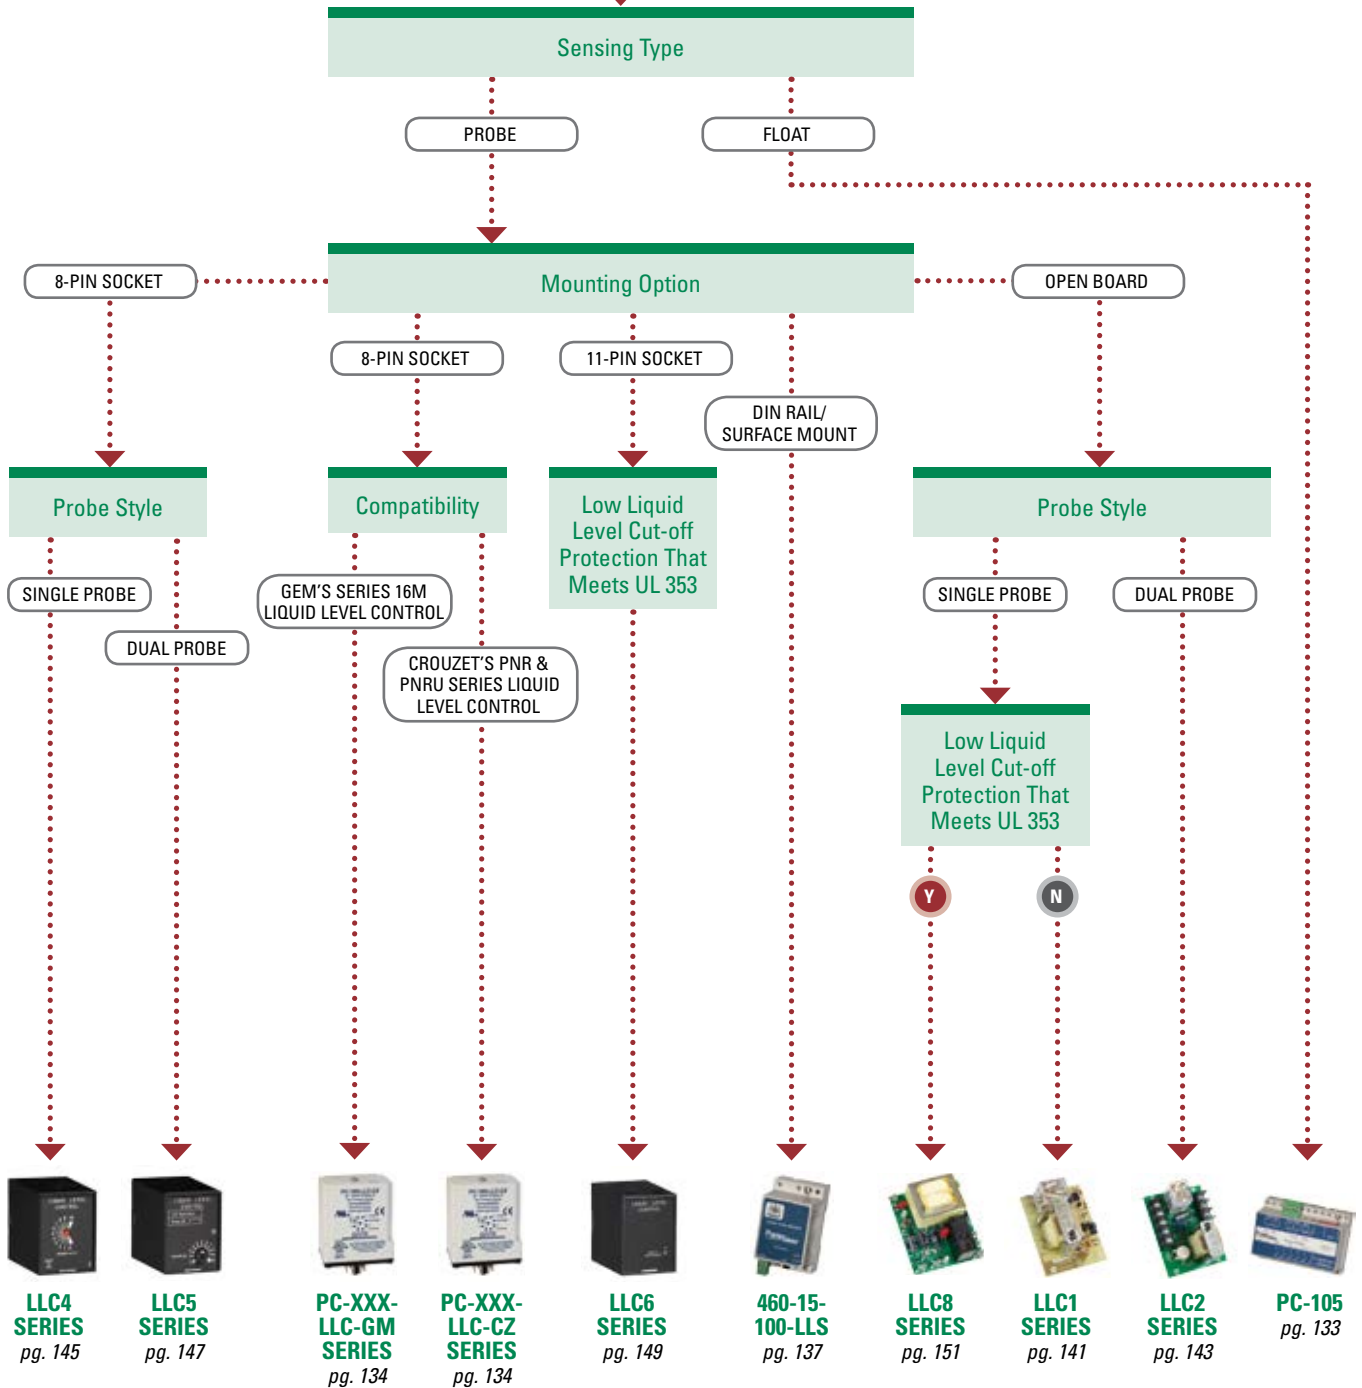 Sensing Type
PROBE
FLOAT
8-PIN SOCKET
Mounting Option
OPEN BOARD
8-PIN SOCKET
11-PIN SOCKET
DIN RAIL/
SURFACE MOUNT
Probe Style
Compatibility
Low Liquid
Level Cut-off
Protection That
Meets UL 353
Probe Style
SINGLE PROBE
DUAL PROBE
GEM'S SERIES 16M
LIQUID LEVEL CONTROL
CROUZET'S PNR &
PNRU SERIES LIQUID
LEVEL CONTROL
SINGLE PROBE
DUAL PROBE
Low Liquid
Level Cut-off
Protection That
Meets UL 353
Y
N
LLC4
SERIES
pg. 145
LLC5
SERIES
pg. 147
PC-XXX-
LLC-GM
SERIES
pg. 134
PC-XXX-
LLC-CZ
SERIES
pg. 134
LLC6
SERIES
pg. 149
460-15-
100-LLS
pg. 137
LLC8
SERIES
pg. 151
LLC1
SERIES
pg. 141
LLC2
SERIES
pg. 143
PC-105
pg. 133